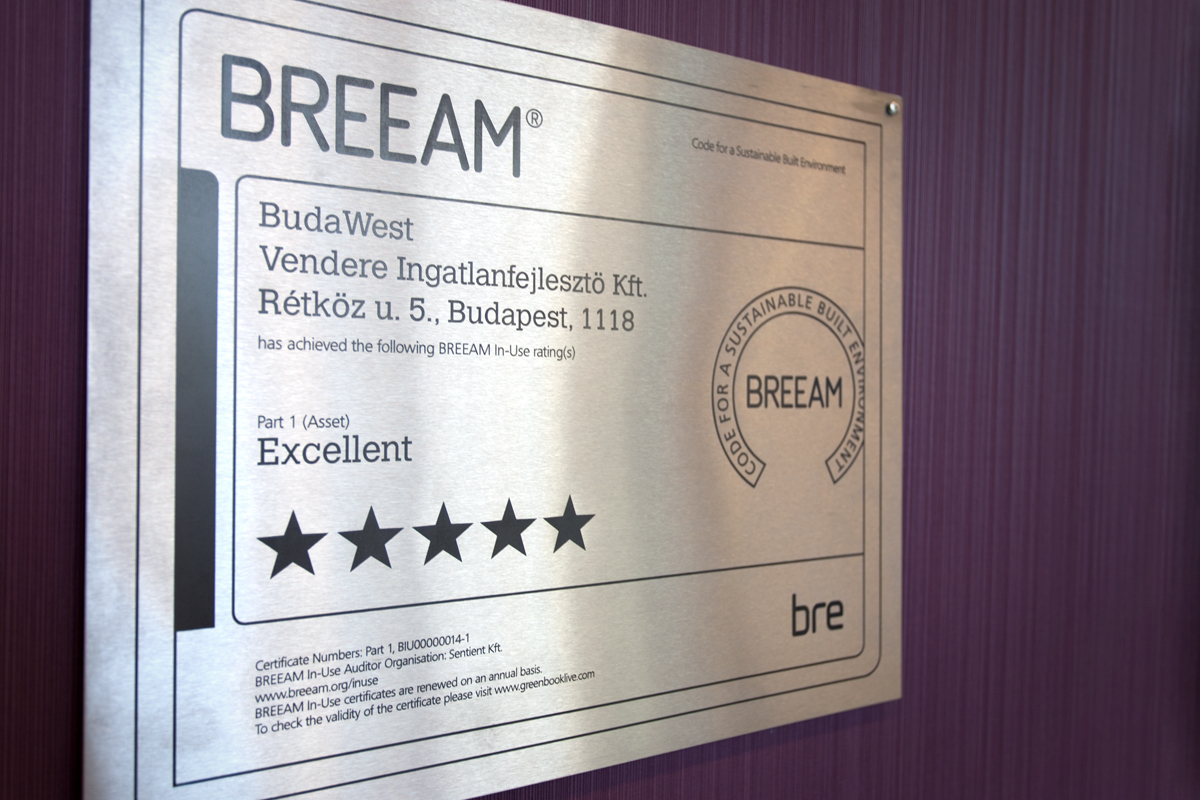 BREEAM®
Code for a Sustainable Built Environment
BudaWest
Vendere Ingatlanfejlesztö Kft.
Rétköz u. 5., Budapest, 1118
has achieved the following BREEAM In-Use rating(s)
Part 1 (Asset)
Excellent
CODE FOR A SUSTAINABLE BUILT ENVIRONMENT
BREEAM
bre
Certificate Numbers: Part 1, BIU00000014-1
BREEAM In-Use Auditor Organisation: Sentient Kft.
www.breeam.org/inuse
BREEAM In-Use certificates are renewed on an annual basis.
To check the validity of the certificate please visit www.greenbooklive.com